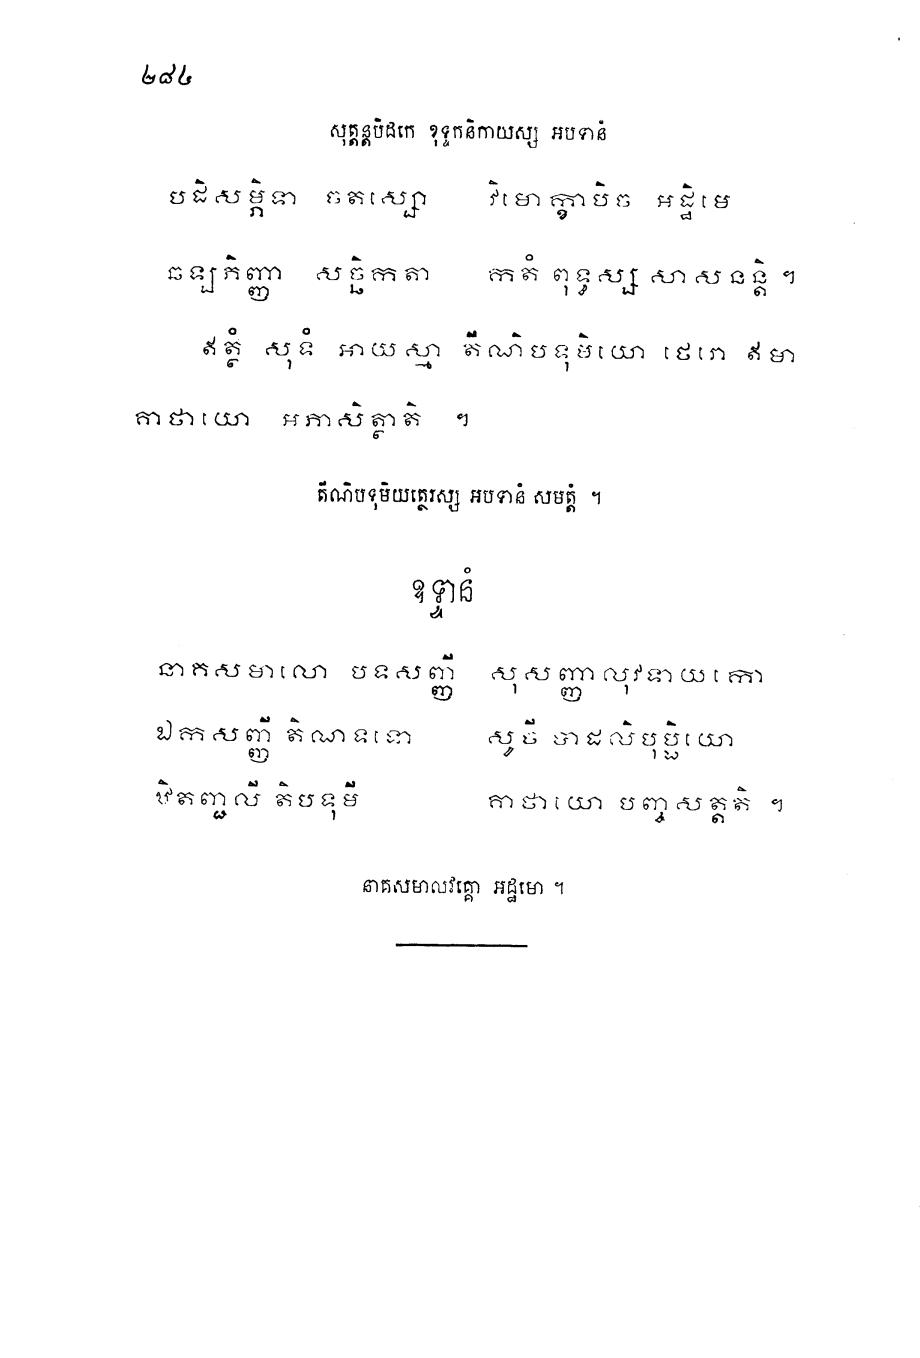 ២៨៤
សុត្តន្តបិដកេ ខុទ្ទកនិកាយស្ស អបទានំ
បដិសម្ភិទា ចតស្សោ វិមោក្ខាបិច អដ្ឋិមេ
ឆឡ្បភិញ្ញា សច្ឆិកតា កតំ ពុទ្ធស្ស សាសនន្តិ ។
ឥត្ថំ សុទំ អាយស្មា តីណិបទុមិយោ ថេរោ ឥមា
គាថាយោ អភាសិត្ថាតិ ។
តីណិបទុមិយត្ថេរស្ស អបទានំ សមត្តំ ។
ឧទ្ទានំ
នាគសមាលោ បទសញ្ញី សុសញ្ញាលុវទាយកោ
ឯកសញ្ញី តិណទទោ សូចី បាដលិបុប្ផិយោ
ឋិតញ្ជលី តិបទុមី គាថាយោ បញ្ចសត្តតិ ។
នាគសមាលវគ្គោ អដ្ឋមោ ។